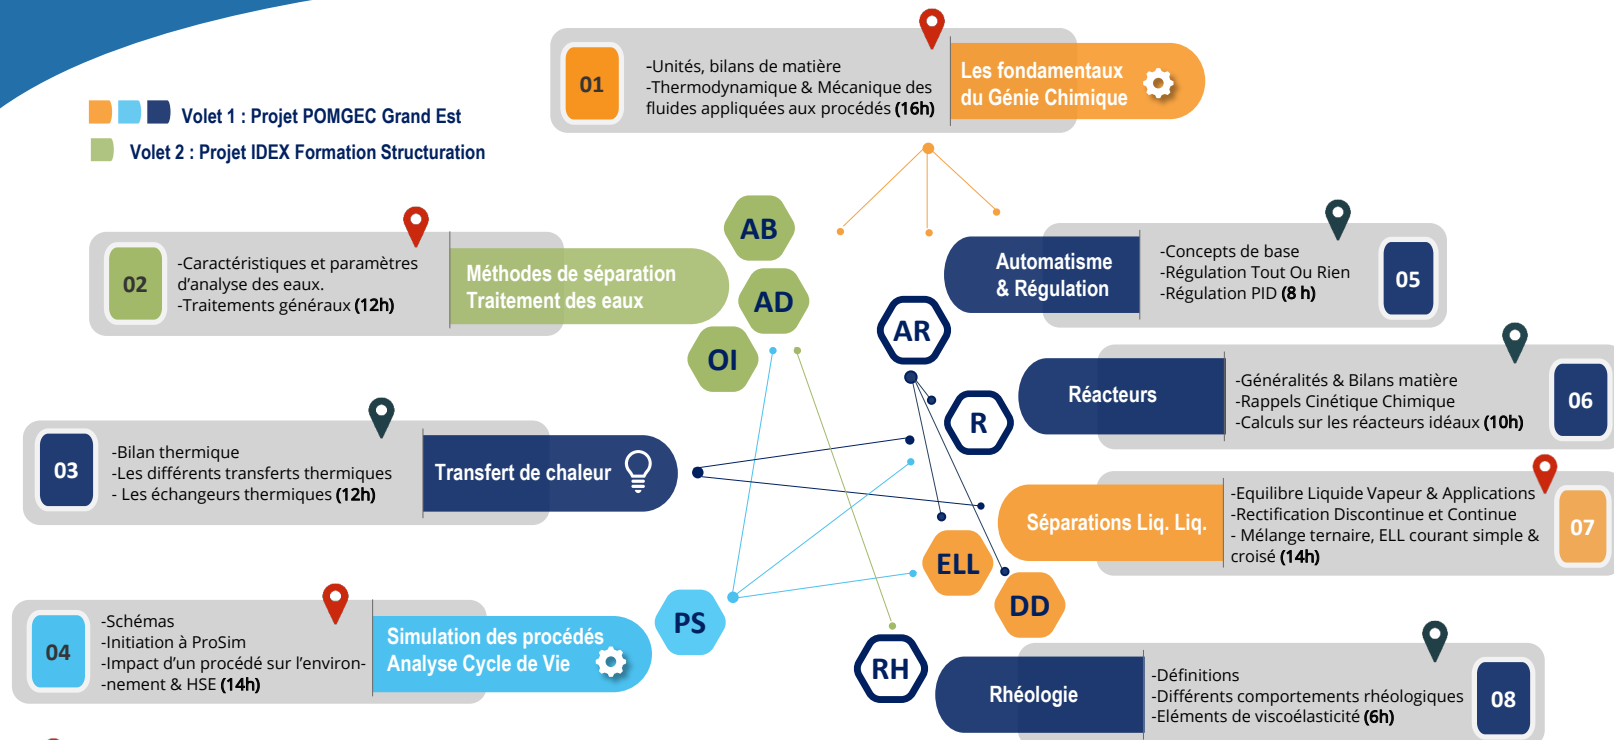 01
-Unités, bilans de matière
-Thermodynamique & Mécanique des
fluides appliquées aux procédés (16h)
Les fondamentaux
du Génie Chimique
Volet 1 : Projet POMGEC Grand Est
Volet 2 : Projet IDEX Formation Structuration
02
-Caractéristiques et paramètres
d'analyse des eaux.
-Traitements généraux (12h)
Méthodes de séparation
Traitement des eaux
AB
AD
OI
Automatisme
& Régulation
-Concepts de base
-Régulation Tout Ou Rien
-Régulation PID (8 h)
05
AR
R
Réacteurs
-Généralités & Bilans matière
-Rappels Cinétique Chimique
-Calculs sur les réacteurs idéaux (10h)
06
03
-Bilan thermique
-Les différents transferts thermiques
- Les échangeurs thermiques (12h)
Transfert de chaleur
Séparations Liq. Liq.
-Equilibre Liquide Vapeur & Applications
-Rectification Discontinue et Continue
- Mélange ternaire, ELL courant simple &
croisé (14h)
07
ELL
DD
04
-Schémas
-Initiation à ProSim
-Impact d'un procédé sur l'environ-
-nement & HSE (14h)
Simulation des procédés
Analyse Cycle de Vie
PS
RH
Rhéologie
-Définitions
-Différents comportements rhéologiques
-Eléments de viscoélasticité (6h)
08